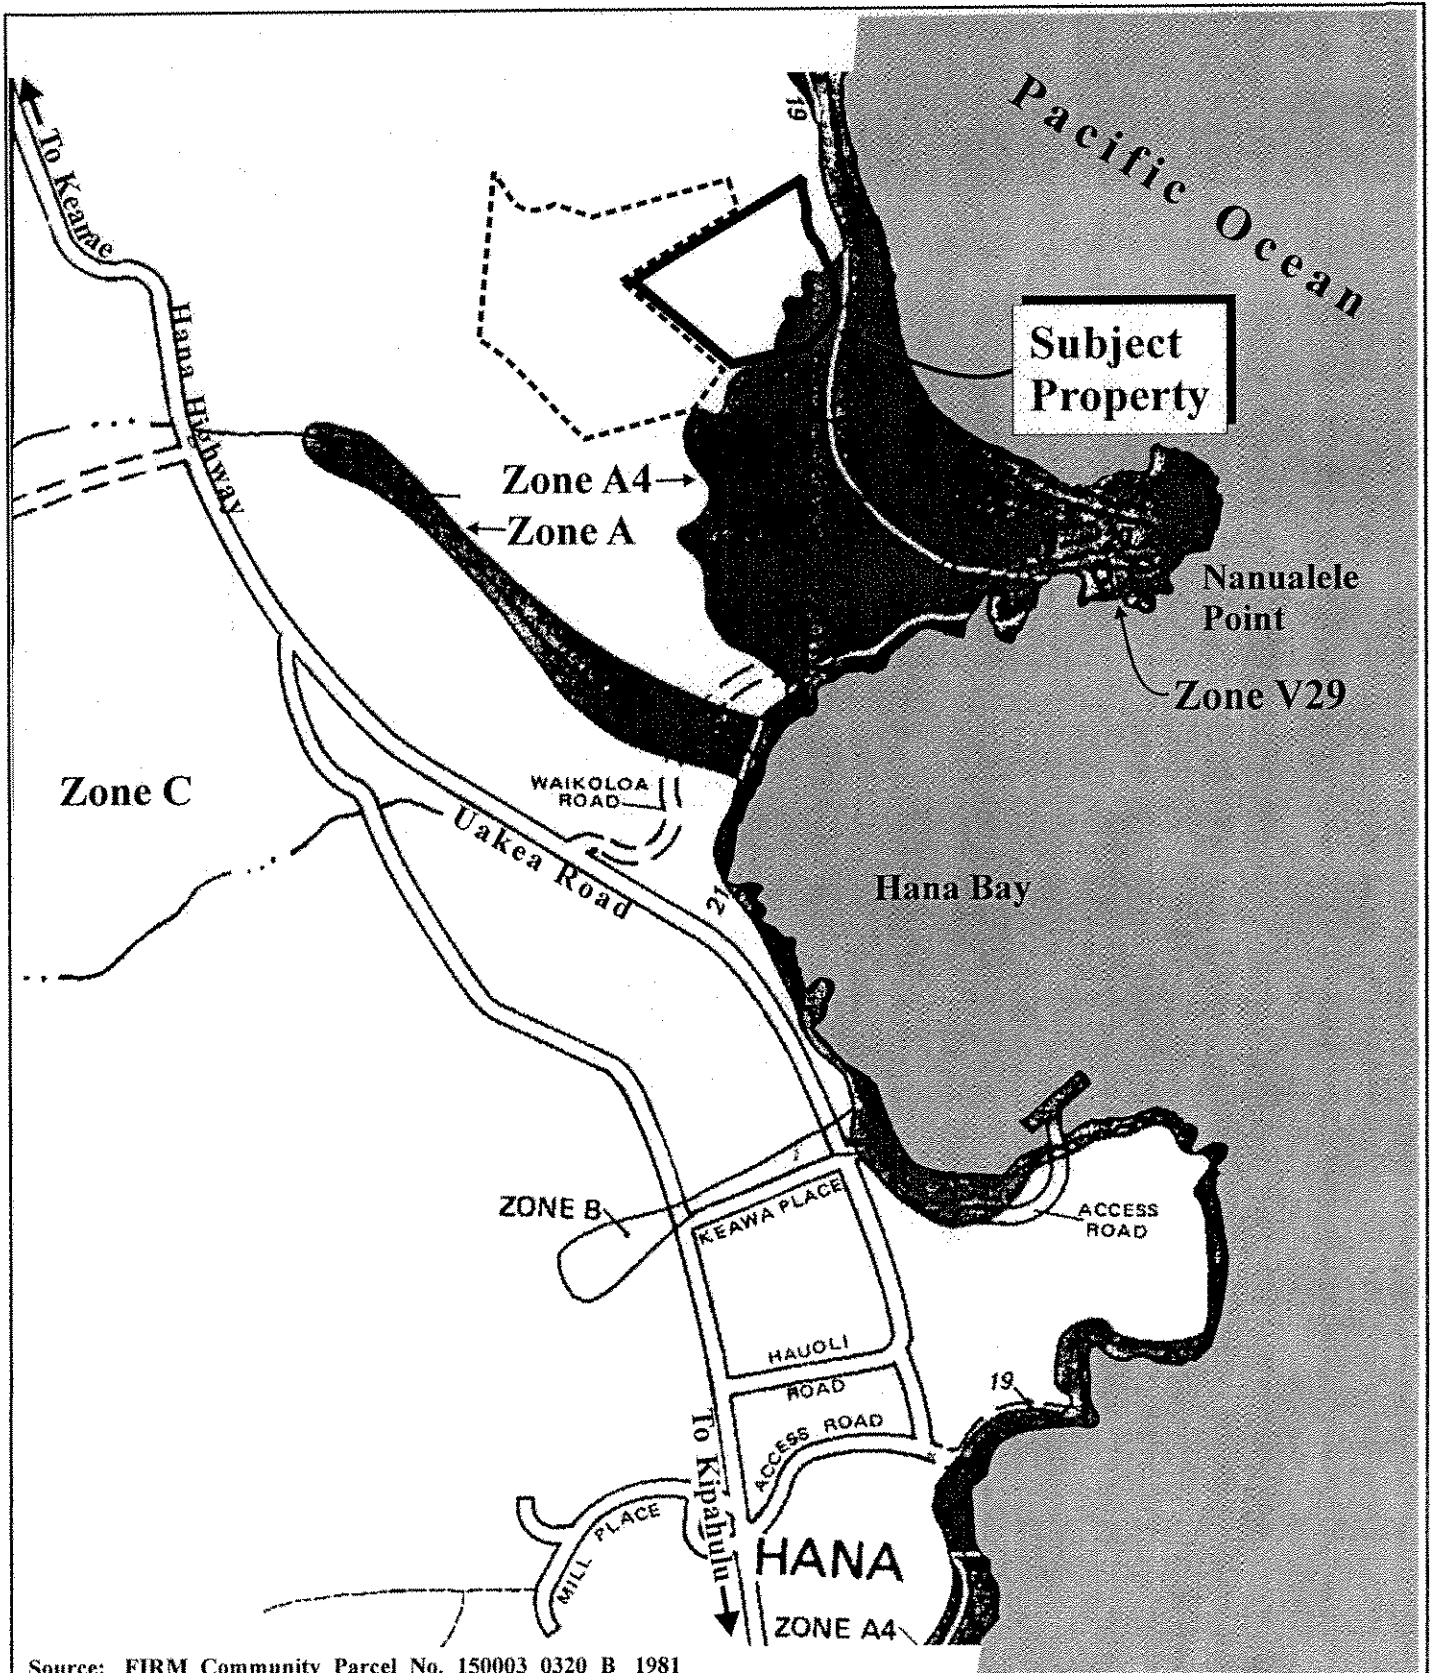 19
Pacific Ocean
To Keanae
Hana Highway
Subject
Property
Zone A4
Zone A
Nanualele
Point
Zone V29
Zone C
WAIKOLOA
ROAD
Uakea Road
21
Hana Bay
ZONE B
KEAWA PLACE
ACCESS
ROAD
HAUOLI
ROAD
19
ACCESS ROAD
To Kipahulu
MILL PLACE
HANA
ZONE A4
Source: FIRM Community Parcel No. 150003 0320 B 1981